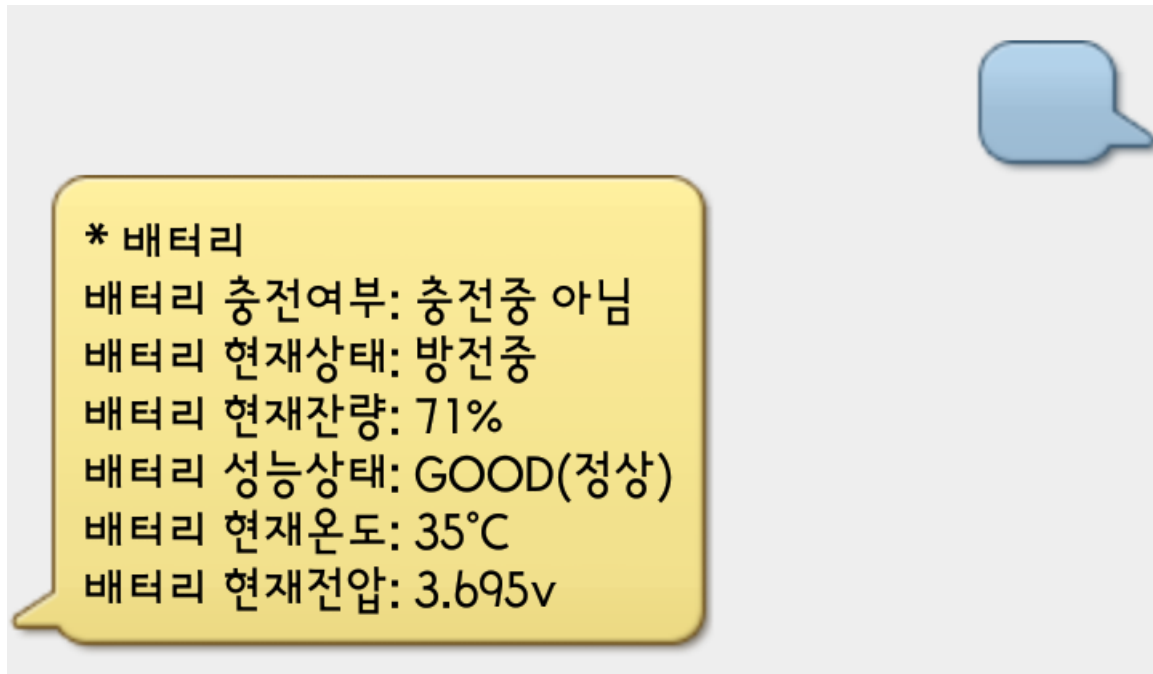 * 배터리
배터리 충전여부: 충전중 아님
배터리 현재상태: 방전중
배터리 현재잔량: 71%
배터리 성능상태: GOOD(정상)
배터리 현재온도: 35°C
배터리 현재전압: 3.695v